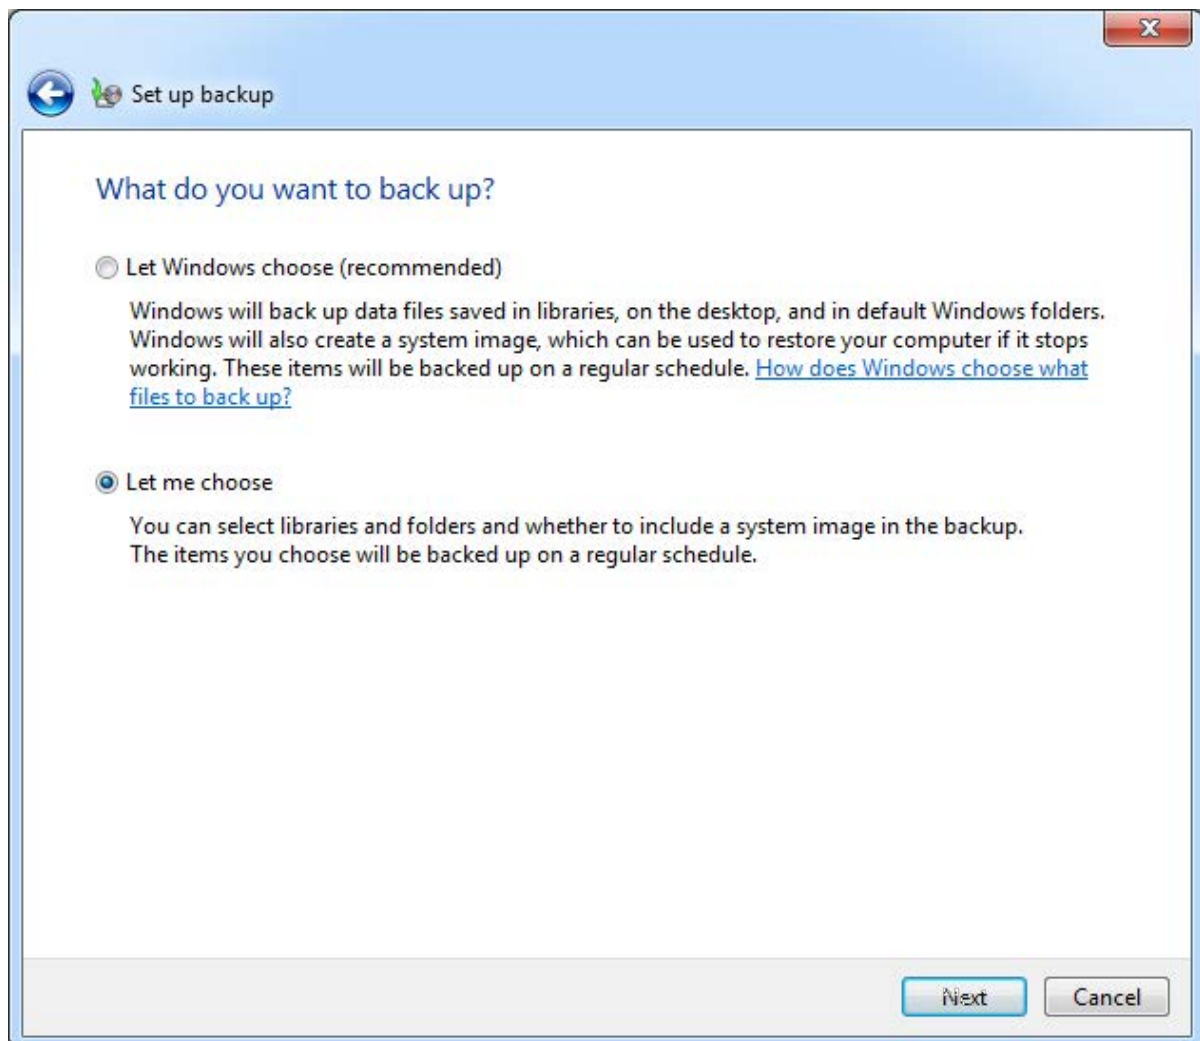 Set up backup
What do you want to back up?
Let Windows choose (recommended)
Windows will back up data files saved in libraries, on the desktop, and in default Windows folders.
Windows will also create a system image, which can be used to restore your computer if it stops
working. These items will be backed up on a regular schedule. How does Windows choose what
files to back up?
Let me choose
You can select libraries and folders and whether to include a system image in the backup.
The items you choose will be backed up on a regular schedule.
Next Cancel